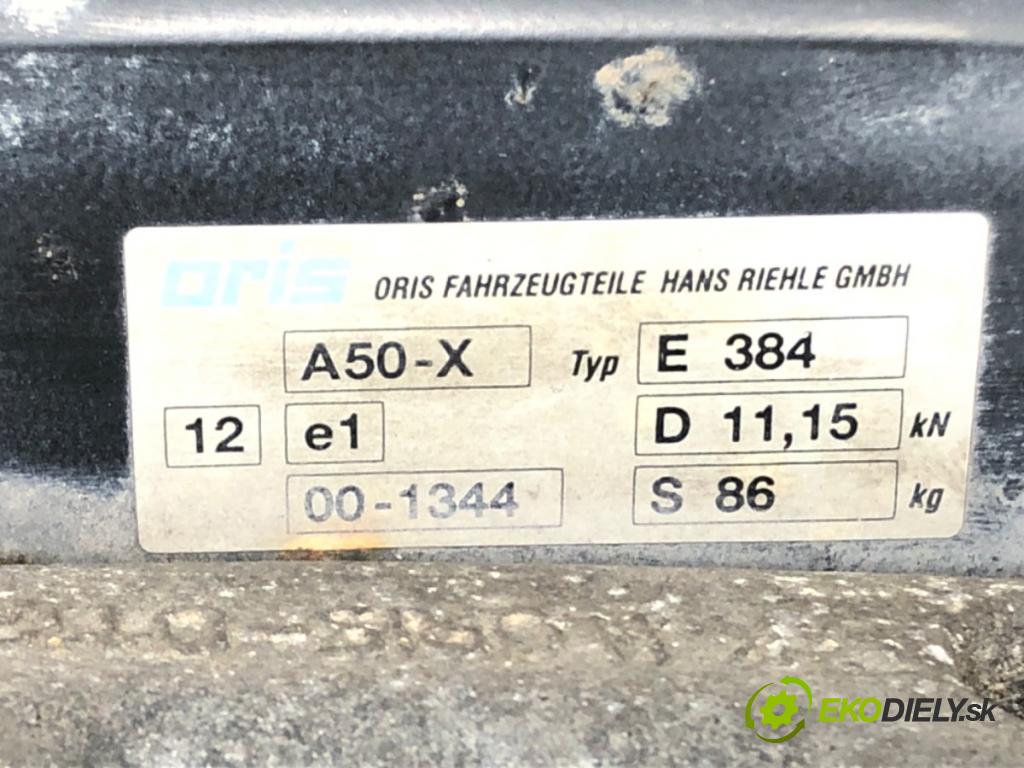 oris ORIS FAHRZEUGTEILE HANS RIEHLE GMBH
A50-X Typ E 384
12 e1 D 11,15 kN
00-1344 S 86 kg
EKODIELY.sk